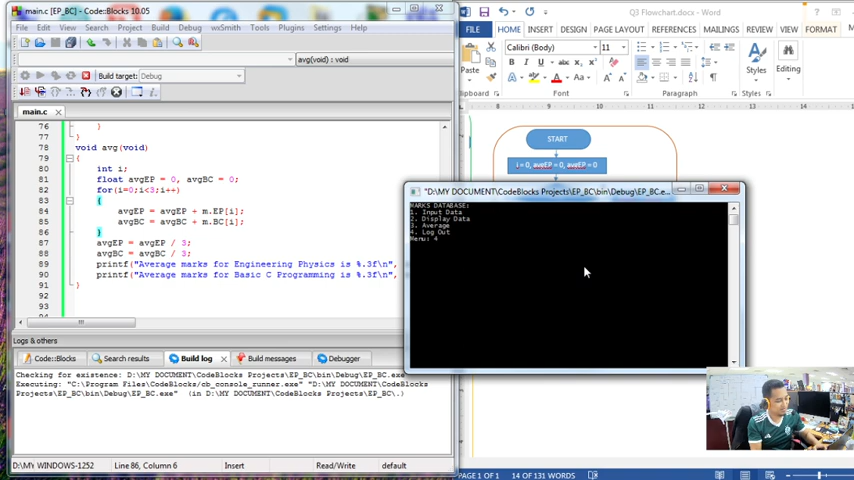 main.c [EP_BC] - Code::Blocks 10.05
File Edit View Search Project Build Debug wxSmith Tools Plugins Settings Help
Build target: Debug
avg(void) : void
main.c
76 }
77 }
78 void avg(void)
79 {
80 int i;
81 float avgEP = 0, avgBC = 0;
82 for(i=0;i<3;i++)
83 {
84 avgEP = avgEP + m.EP[i];
85 avgBC = avgBC + m.BC[i];
86 }
87 avgEP = avgEP / 3;
88 avgBC = avgBC / 3;
89 printf("Average marks for Engineering Physics is %.3f\n",
90 printf("Average marks for Basic C Programming is %.3f\n",
91 }
92
93
94
Logs & others
Code::Blocks Search results Build log Build messages Debugger
Checking for existence: D:\MY DOCUMENT\CodeBlocks Projects\EP_BC\bin\Debug\EP_BC.exe
Executing: "C:\Program Files\CodeBlocks/cb_console_runner.exe" "D:\MY DOCUMENT\CodeBlocks
Projects\EP_BC\bin\Debug\EP_BC.exe" (in D:\MY DOCUMENT\CodeBlocks Projects\EP_BC\.)
D:\MY WINDOWS-1252 Line 86, Column 6 Insert Read/Write default
Q3 Flowchart.docx - Word
FILE HOME INSERT DESIGN PAGE LAYOUT REFERENCES MAILINGS FORMAT
Calibri (Body) 11
Paste
Styles
Editing
Clipboard
Font
Paragraph
Styles
8 9 10 11 12 13 14
START
i = 0, aveEP = 0, aveEP = 0
"D:\MY DOCUMENT\CodeBlocks Projects\EP_BC\bin\Debug\EP_BC.e...
MARKS DATABASE:
1. Input Data
2. Display Data
3. Average
4. Log Out
Menu: 4
PAGE 1 OF 1 14 OF 131 WORDS